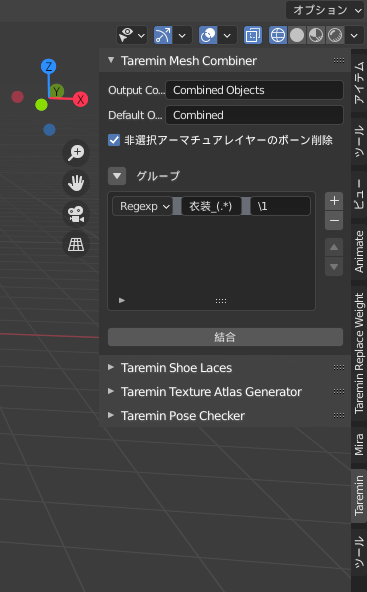 オプション
Z
Y
X
Taremin Mesh Combiner
Output Co...
Combined Objects
Default O...
Combined
非選択アーマチュアレイヤーのボーン削除
グループ
Regexp 衣装_(.*) \1
結合
Taremin Shoe Laces
Taremin Texture Atlas Generator
Taremin Pose Checker
アイテム
ツール
ビュー
Animate
Taremin Replace Weight
Mira
Taremin
ツール